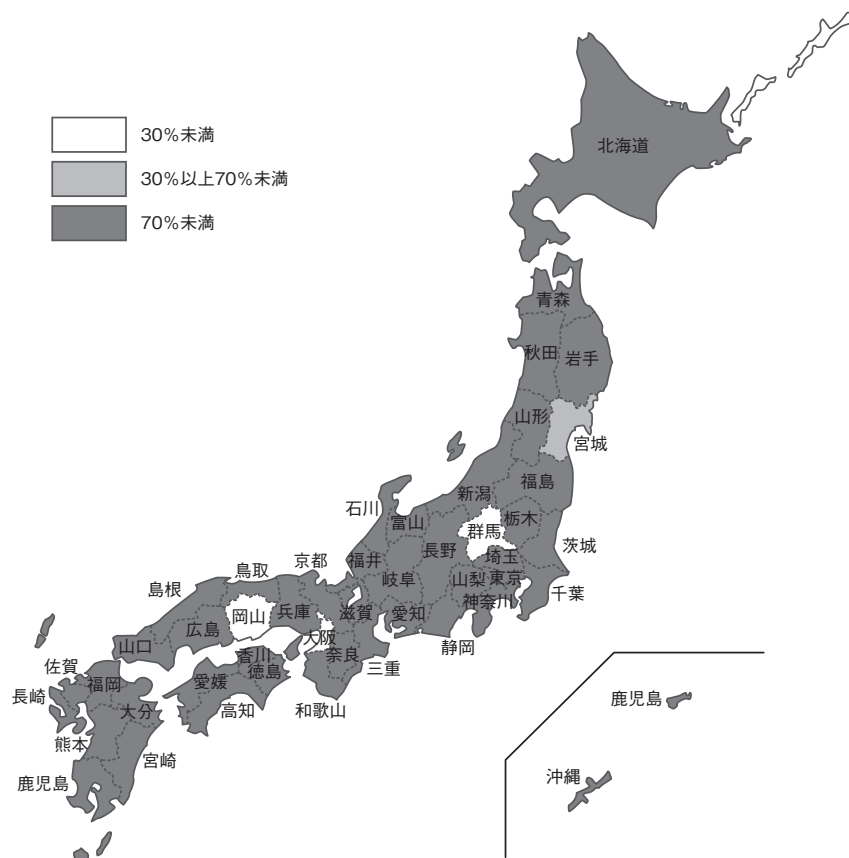 30%未満
30%以上70%未満
70%未満
北海道
青森
秋田
岩手
山形
宮城
福島
新潟
石川
富山
群馬
栃木
茨城
長野
埼玉
福井
岐阜
山梨
東京
千葉
神奈川
京都
鳥取
島根
岡山
兵庫
滋賀
愛知
静岡
広島
大阪
奈良
三重
山口
香川
徳島
和歌山
佐賀
福岡
愛媛
高知
長崎
大分
熊本
宮崎
鹿児島
鹿児島
沖縄